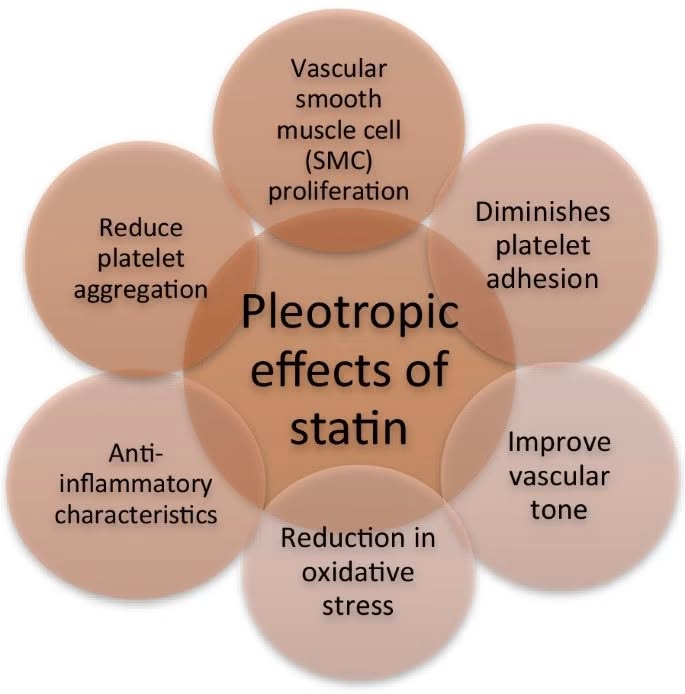 Vascular
smooth
muscle cell
(SMC)
proliferation
Diminishes
platelet
adhesion
Improve
vascular
tone
Reduction in
oxidative
stress
Anti-
inflammatory
characteristics
Reduce
platelet
aggregation
Pleotropic
effects of
statin